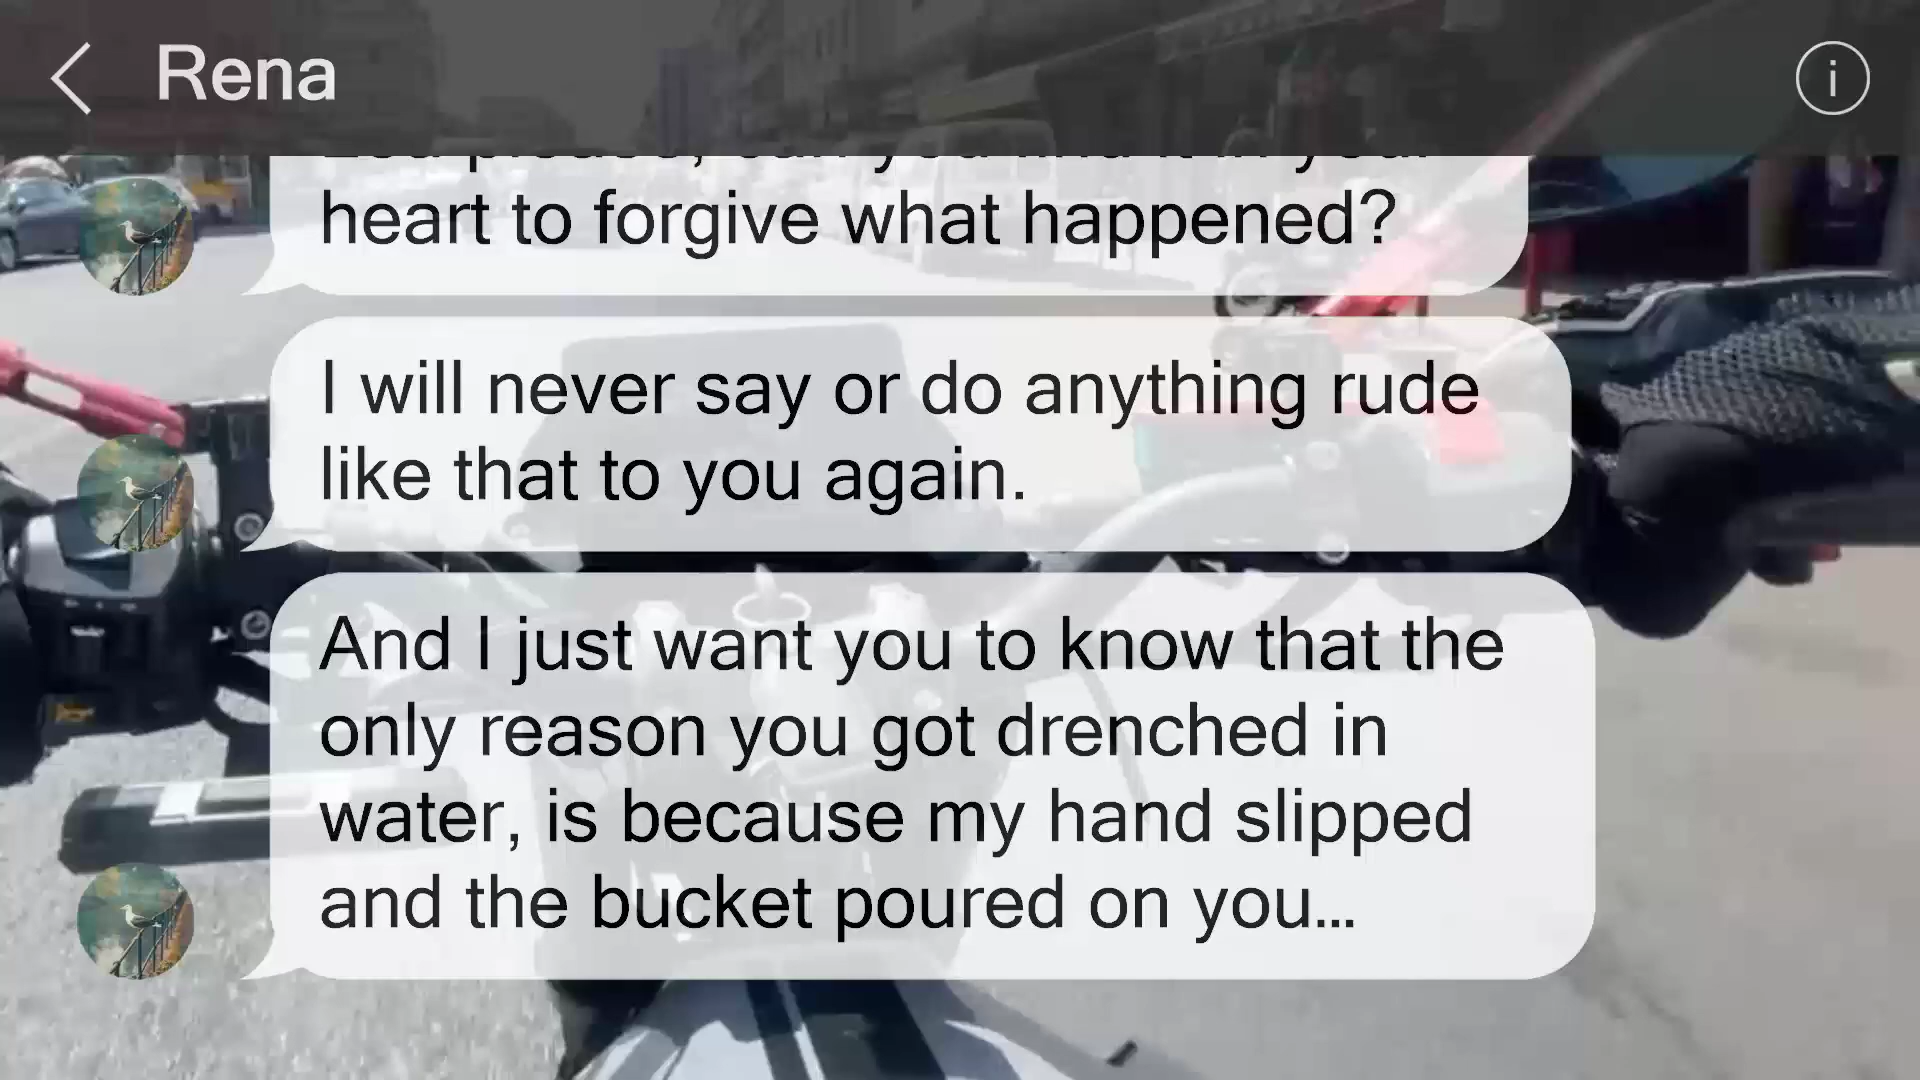 Rena
heart to forgive what happened?
I will never say or do anything rude
like that to you again.
And I just want you to know that the
only reason you got drenched in
water, is because my hand slipped
and the bucket poured on you...